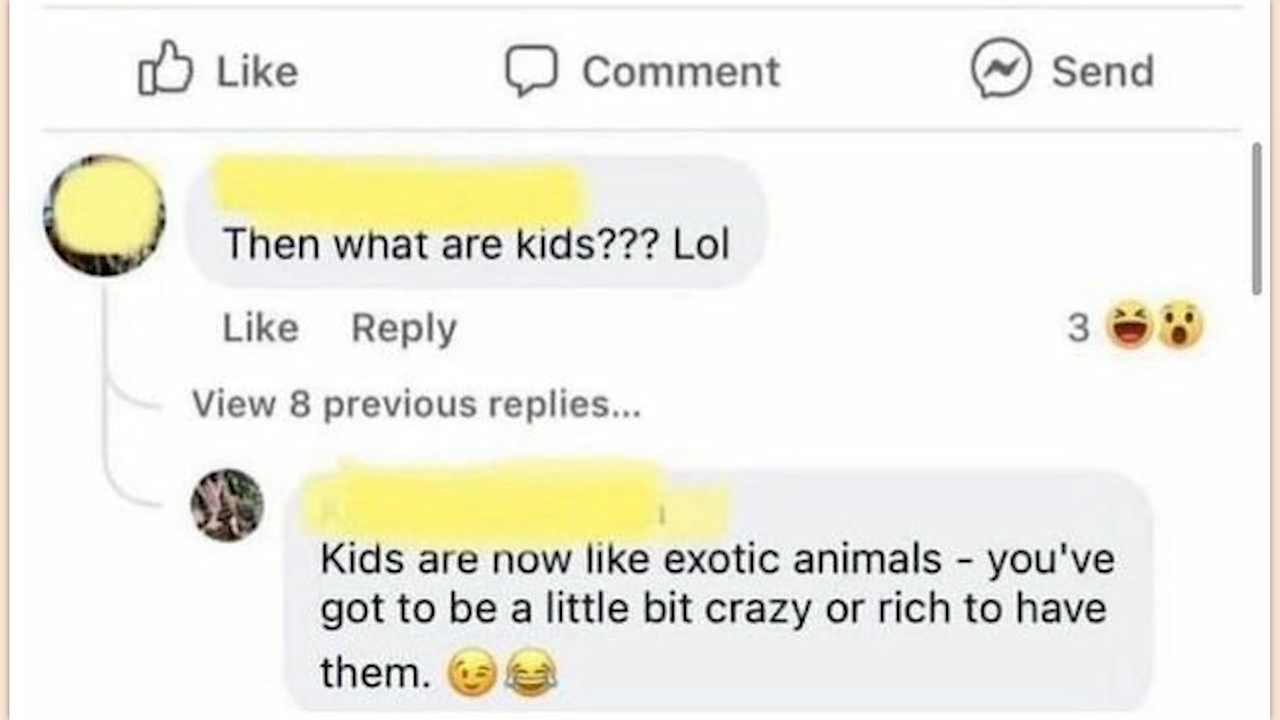 Like Comment Send
Then what are kids??? Lol
Like Reply 3 😆😮
View 8 previous replies...
Kids are now like exotic animals - you've
got to be a little bit crazy or rich to have
them. 😉😂